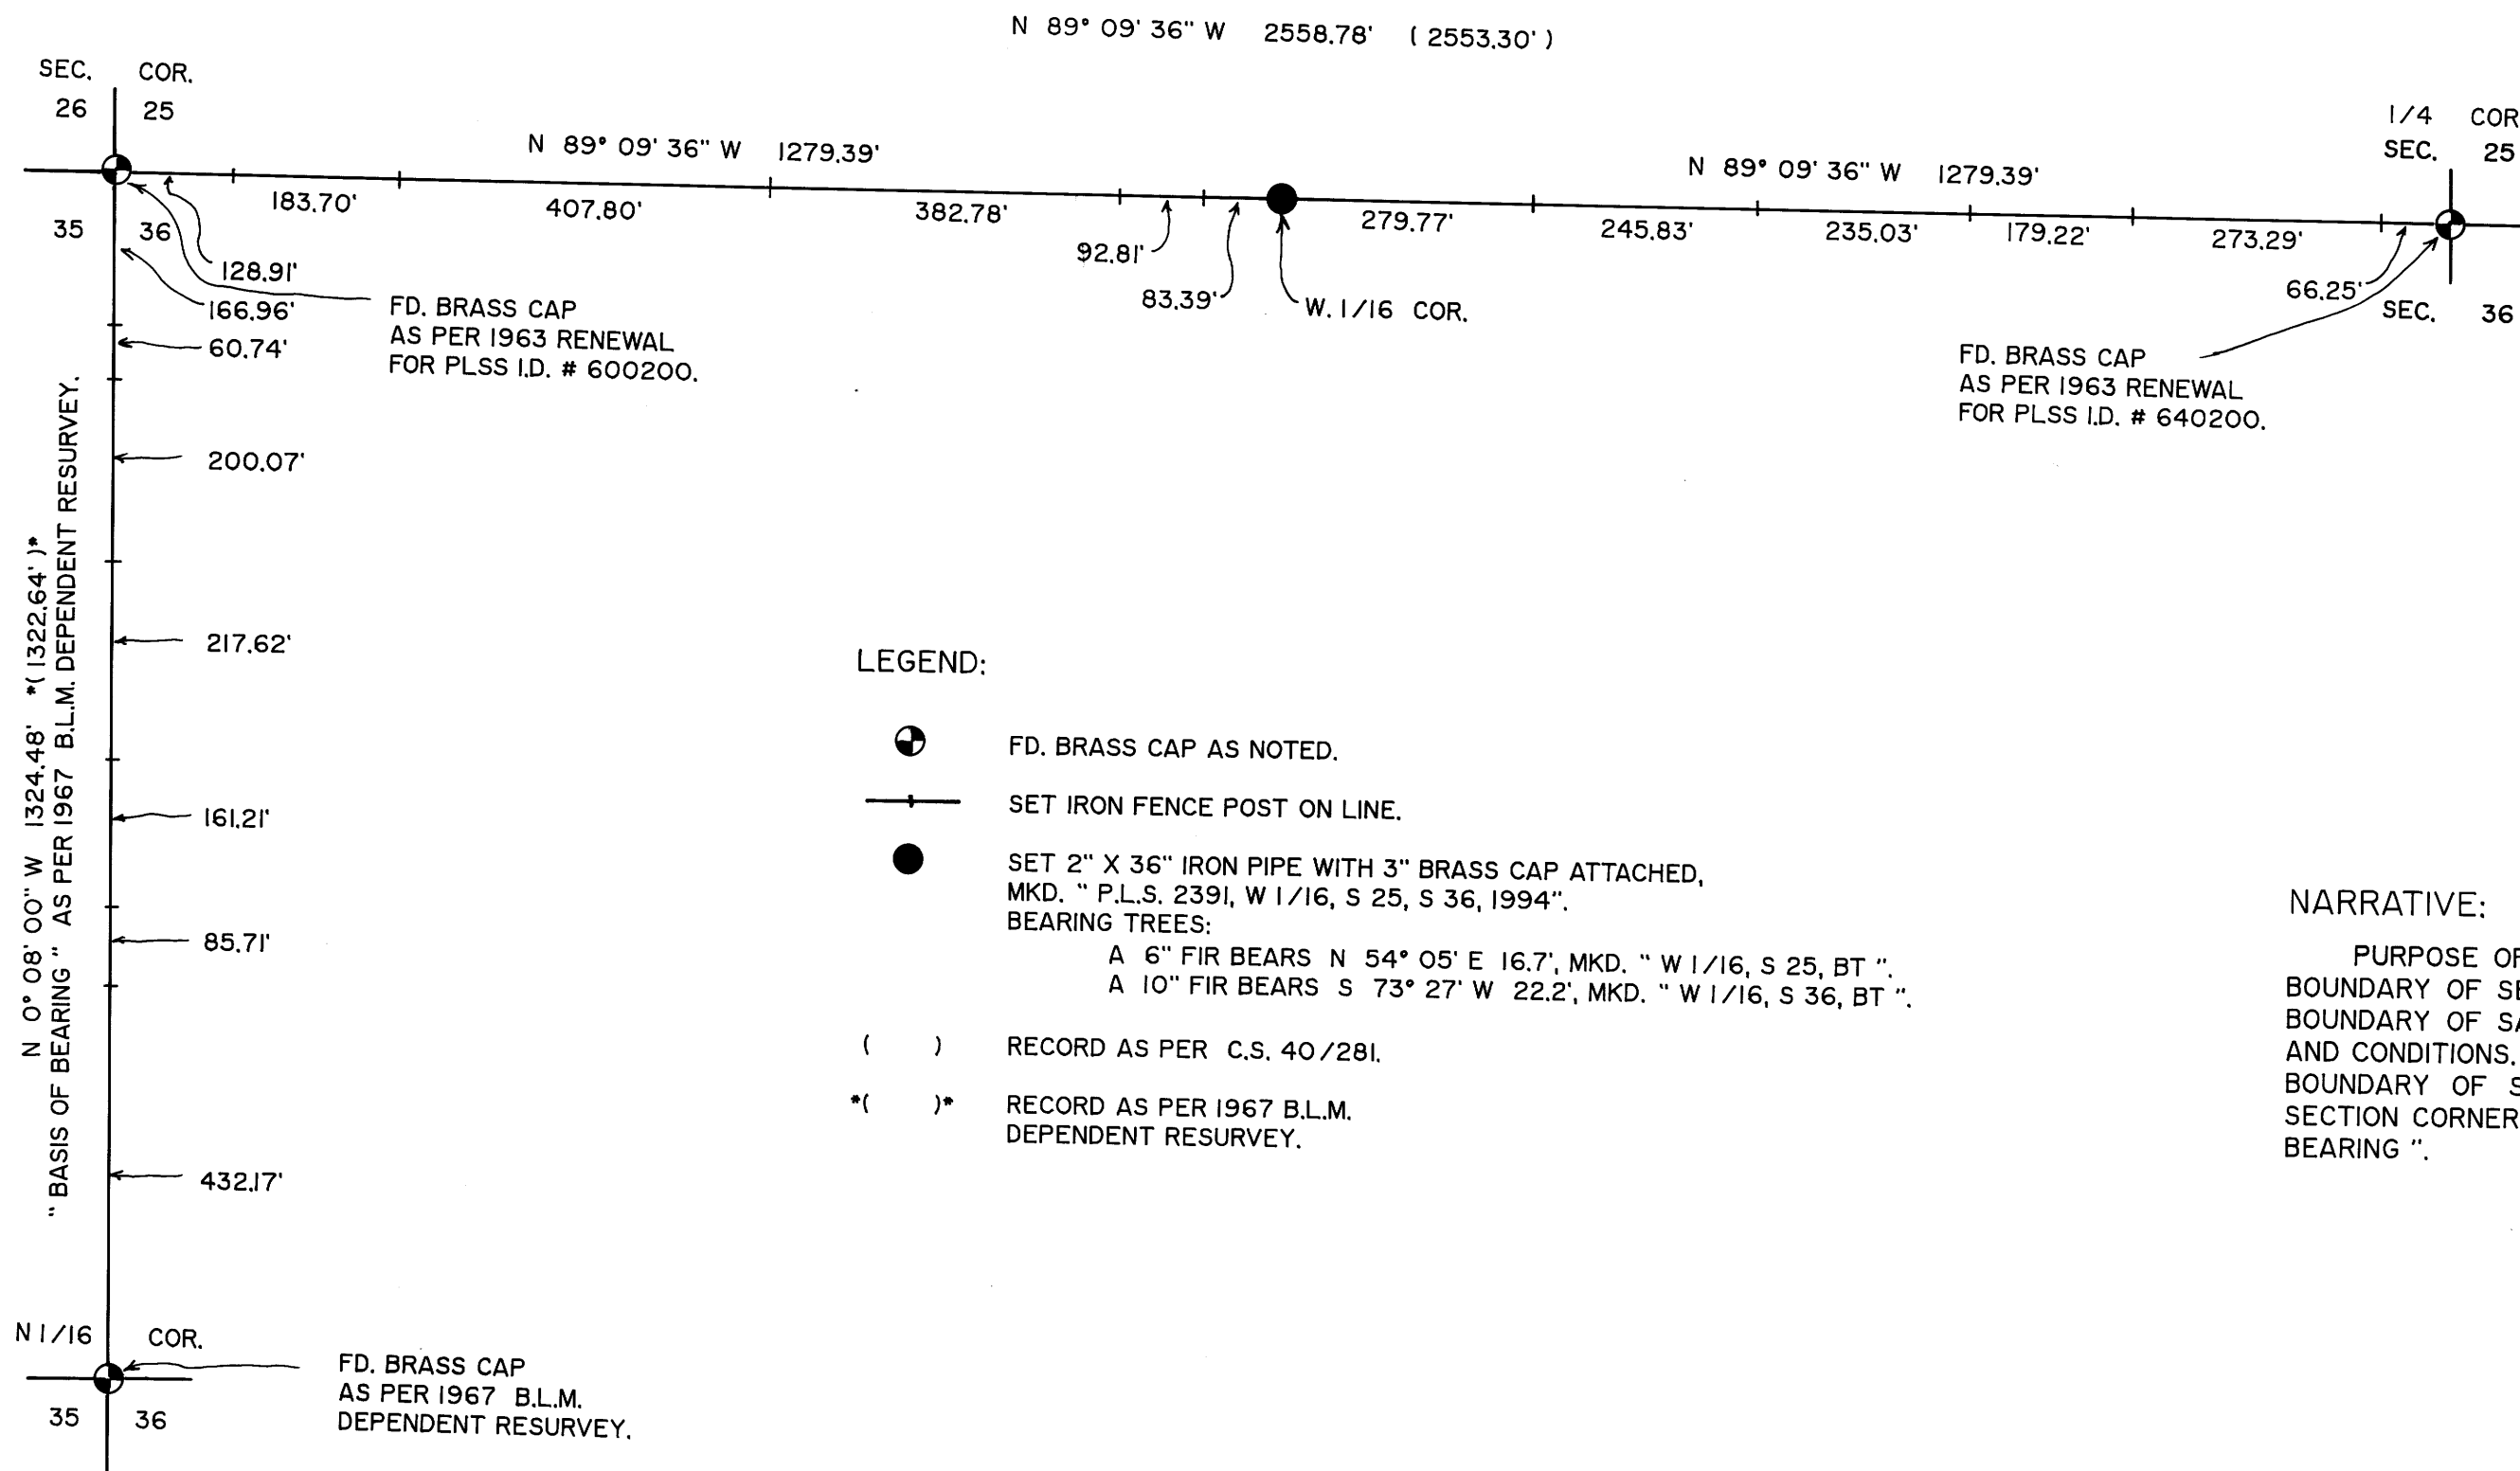 N 89° 09' 36" W 2558.78' ( 2553.30' )
SEC. COR.
26 25
N 89° 09' 36" W 1279.39'
N 89° 09' 36" W 1279.39'
1/4 COR
SEC. 25
183.70'
407.80'
382.78'
92.81'
83.39'
279.77'
245.83'
235.03'
179.22'
273.29'
66.25'
35 36
128.91'
166.96'
60.74'
FD. BRASS CAP
AS PER 1963 RENEWAL
FOR PLSS I.D. # 600200.
W. 1/16 COR.
SEC. 36
FD. BRASS CAP
AS PER 1963 RENEWAL
FOR PLSS I.D. # 640200.
200.07'
217.62'
161.21'
85.71'
432.17'
N 0° 08' 00" W 1324.48' *( 1322.64' )*
" BASIS OF BEARING " AS PER 1967 B.L.M. DEPENDENT RESURVEY.
LEGEND:
FD. BRASS CAP AS NOTED.
SET IRON FENCE POST ON LINE.
SET 2" X 36" IRON PIPE WITH 3" BRASS CAP ATTACHED,
MKD. " P.L.S. 2391, W 1/16, S 25, S 36, 1994".
BEARING TREES:
A 6" FIR BEARS N 54° 05' E 16.7', MKD. " W 1/16, S 25, BT ".
A 10" FIR BEARS S 73° 27' W 22.2', MKD. " W 1/16, S 36, BT ".
( ) RECORD AS PER C.S. 40/281.
*( )* RECORD AS PER 1967 B.L.M.
DEPENDENT RESURVEY.
NARRATIVE:
PURPOSE OF
BOUNDARY OF SE
BOUNDARY OF SA
AND CONDITIONS.
BOUNDARY OF S
SECTION CORNER
BEARING ".
N 1/16 COR.
35 36
FD. BRASS CAP
AS PER 1967 B.L.M.
DEPENDENT RESURVEY.